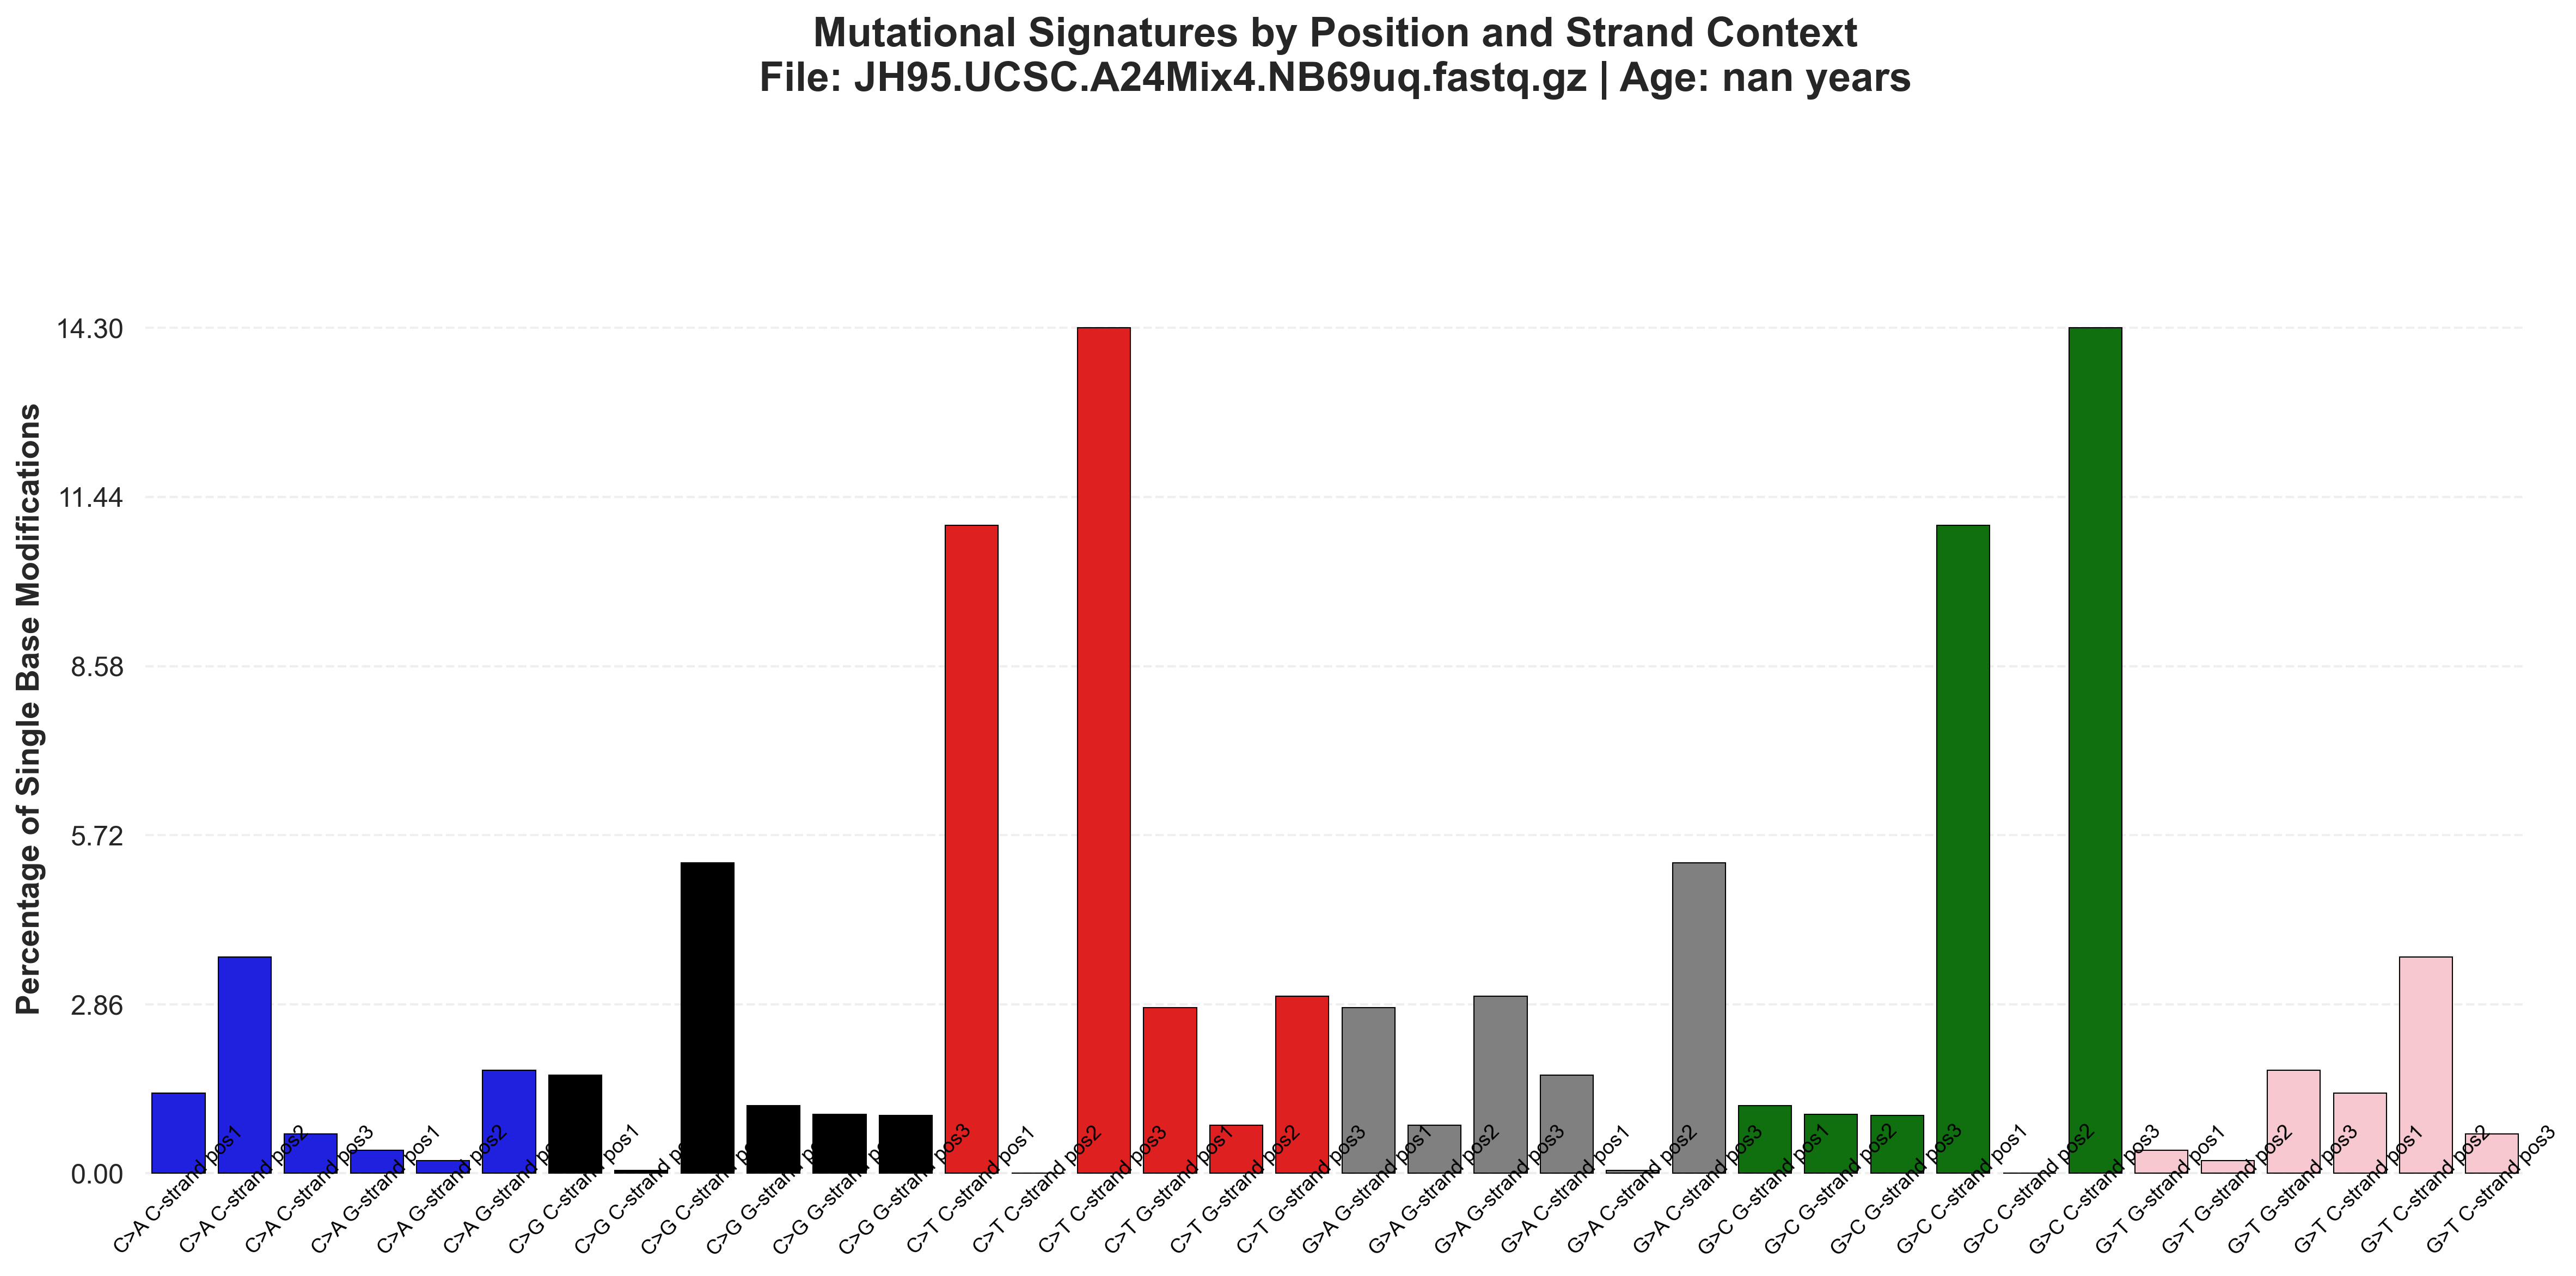 Mutational Signatures by Position and Strand Context
File: JH95.UCSC.A24Mix4.NB69uq.fastq.gz | Age: nan years
Percentage of Single Base Modifications
14.30
11.44
8.58
5.72
2.86
0.00
C>A C-strand pos1
C>A C-strand pos2
C>A C-strand pos3
C>A G-strand pos1
C>A G-strand pos2
C>A G-strand po
C>G C-strand pos1
C>G C-strand po
C>G C-strand
C>G G-strand
C>G G-strand
C>G G-strand pos3
C>T C-strand pos1
C>T C-strand pos2
C>T C-strand pos3
C>T G-strand pos1
C>T G-strand pos2
C>T G-strand pos3
G>A G-strand pos1
G>A G-strand pos2
G>A G-strand pos3
G>A C-strand pos1
G>A C-strand pos2
G>A C-strand pos3
G>C G-strand pos1
G>C G-strand pos2
G>C G-strand pos3
G>C C-strand pos1
G>C C-strand pos2
G>C C-strand pos3
G>T G-strand pos1
G>T G-strand pos2
G>T G-strand pos3
G>T C-strand pos1
G>T C-strand pos2
G>T C-strand pos3